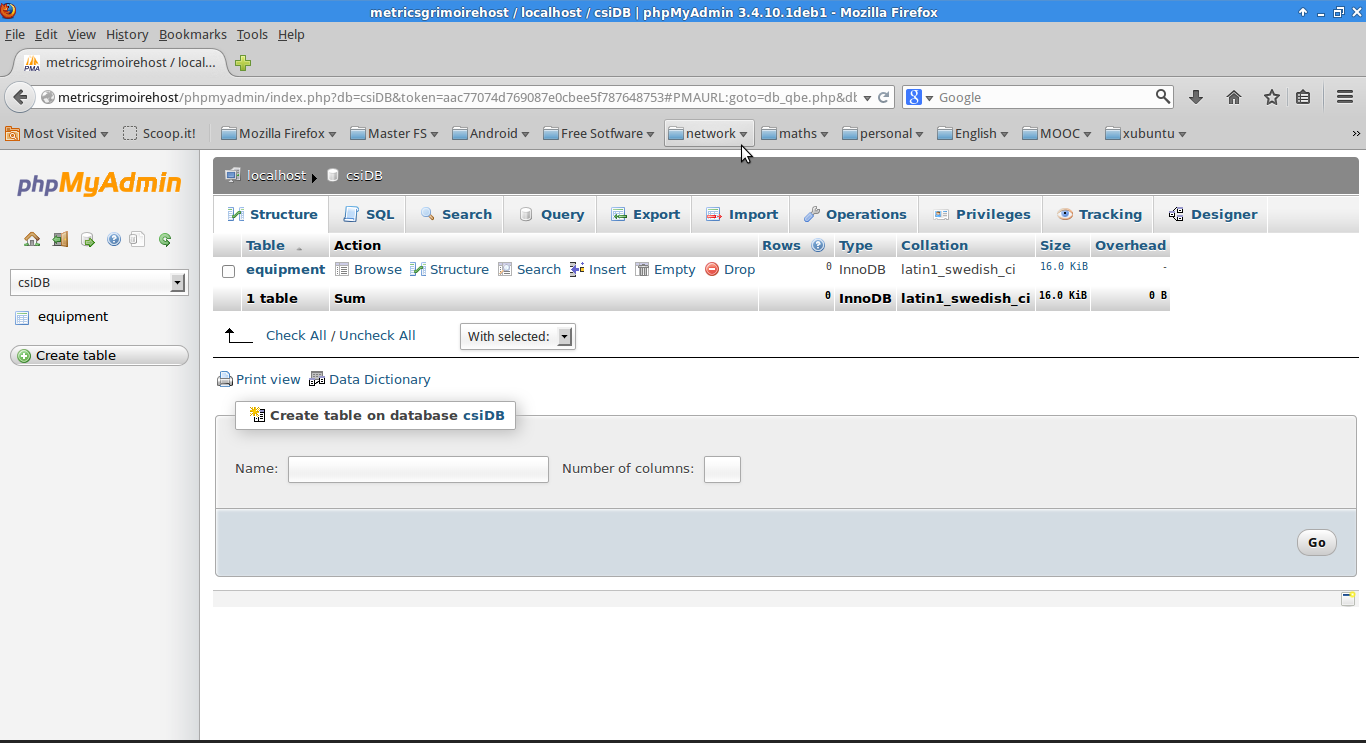 metricsgrimoirehost / localhost / csiDB | phpMyAdmin 3.4.10.1deb1 - Mozilla Firefox
File Edit View History Bookmarks Tools Help
PMA metricsgrimoirehost / local...
metricsgrimoirehost/phpmyadmin/index.php?db=csiDB&token=aac77074d769087e0cbee5f787648753#PMAURL:goto=db_qbe.php&db Google
Most Visited Scoop.it! Mozilla Firefox Master FS Android Free Sotfware network maths personal English MOOC xubuntu »
phpMyAdmin
csiDB
equipment
Create table
localhost csiDB
Structure SQL Search Query Export Import Operations Privileges Tracking Designer
Table Action Rows Type Collation Size Overhead
equipment Browse Structure Search Insert Empty Drop 0 InnoDB latin1_swedish_ci 16.0 KiB -
1 table Sum 0 InnoDB latin1_swedish_ci 16.0 KiB 0 B
Check All / Uncheck All With selected:
Print view Data Dictionary
Create table on database csiDB
Name: Number of columns:
Go